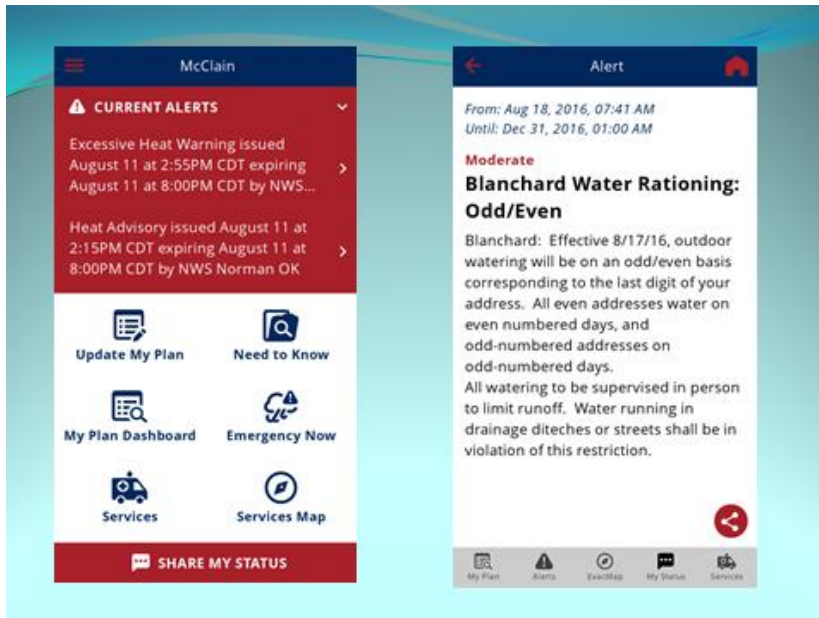 McClain
CURRENT ALERTS
Excessive Heat Warning issued
August 11 at 2:55PM CDT expiring
August 11 at 8:00PM CDT by NWS...
Heat Advisory issued August 11 at
2:15PM CDT expiring August 11 at
8:00PM CDT by NWS Norman OK
Update My Plan
Need to Know
My Plan Dashboard
Emergency Now
Services
Services Map
SHARE MY STATUS
Alert
From: Aug 18, 2016, 07:41 AM
Until: Dec 31, 2016, 01:00 AM
Moderate
Blanchard Water Rationing:
Odd/Even
Blanchard: Effective 8/17/16, outdoor
watering will be on an odd/even basis
corresponding to the last digit of your
address. All even addresses water on
even numbered days, and
odd-numbered addresses on
odd-numbered days.
All watering to be supervised in person
to limit runoff. Water running in
drainage diteches or streets shall be in
violation of this restriction.
My Plan
Alerts
EvacMap
My Status
Services